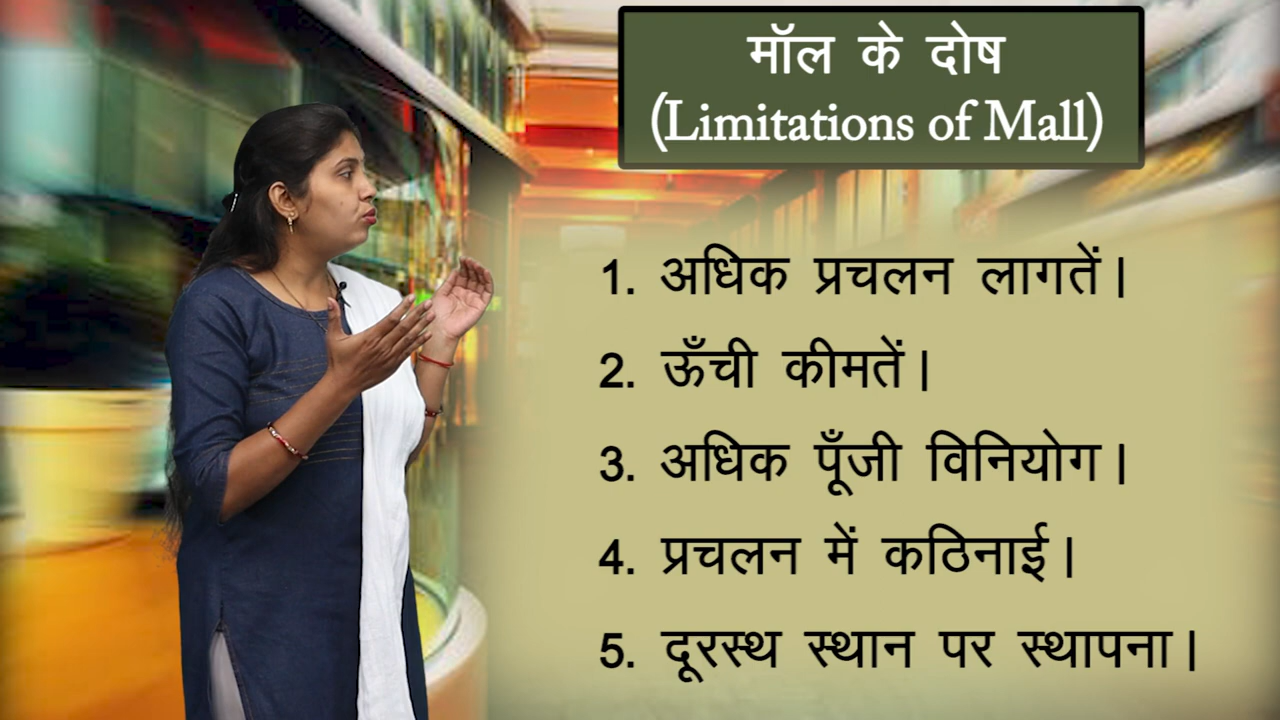 मॉल के दोष
(Limitations of Mall)
1. अधिक प्रचलन लागतें।
2. ऊँची कीमतें।
3. अधिक पूँजी विनियोग।
4. प्रचलन में कठिनाई।
5. दूरस्थ स्थान पर स्थापना।